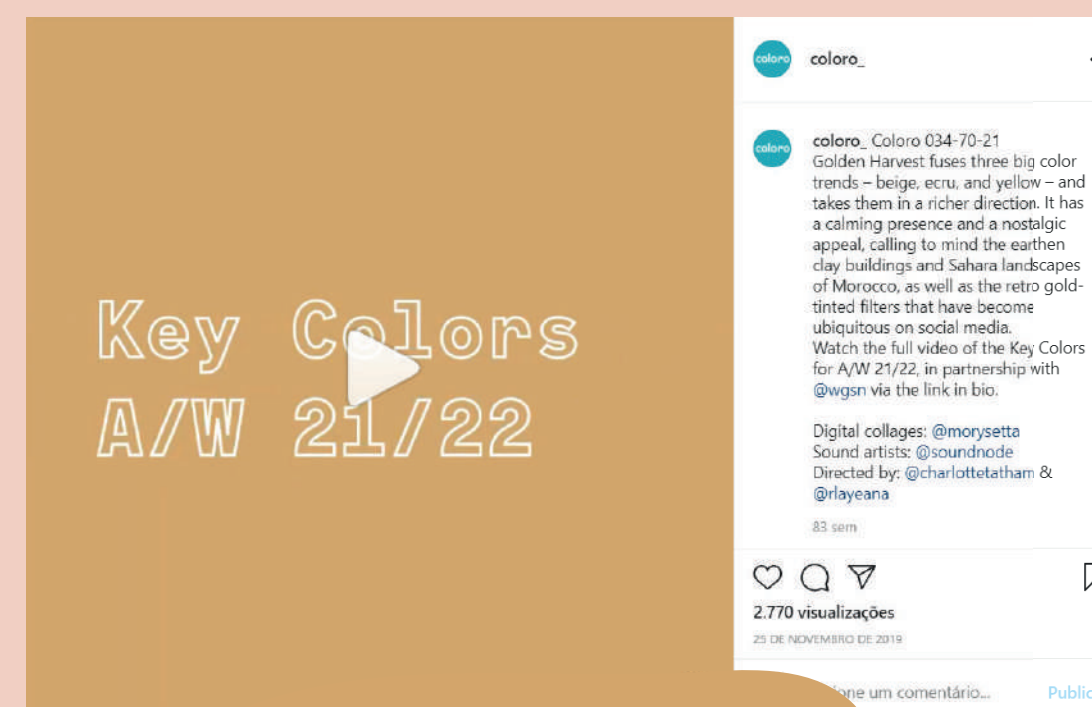 Key Colors
A/W 21/22
coloro
coloro_
coloro
coloro_ Coloro 034-70-21
Golden Harvest fuses three big color
trends – beige, ecru, and yellow – and
takes them in a richer direction. It has
a calming presence and a nostalgic
appeal, calling to mind the earthen
clay buildings and Sahara landscapes
of Morocco, as well as the retro gold-
tinted filters that have become
ubiquitous on social media.
Watch the full video of the Key Colors
for A/W 21/22, in partnership with
@wgsn via the link in bio.
Digital collages: @morysetta
Sound artists: @soundnode
Directed by: @charlottetatham &
@rlayeana
83 sem
2.770 visualizações
25 DE NOVEMBRO DE 2019
um comentário...